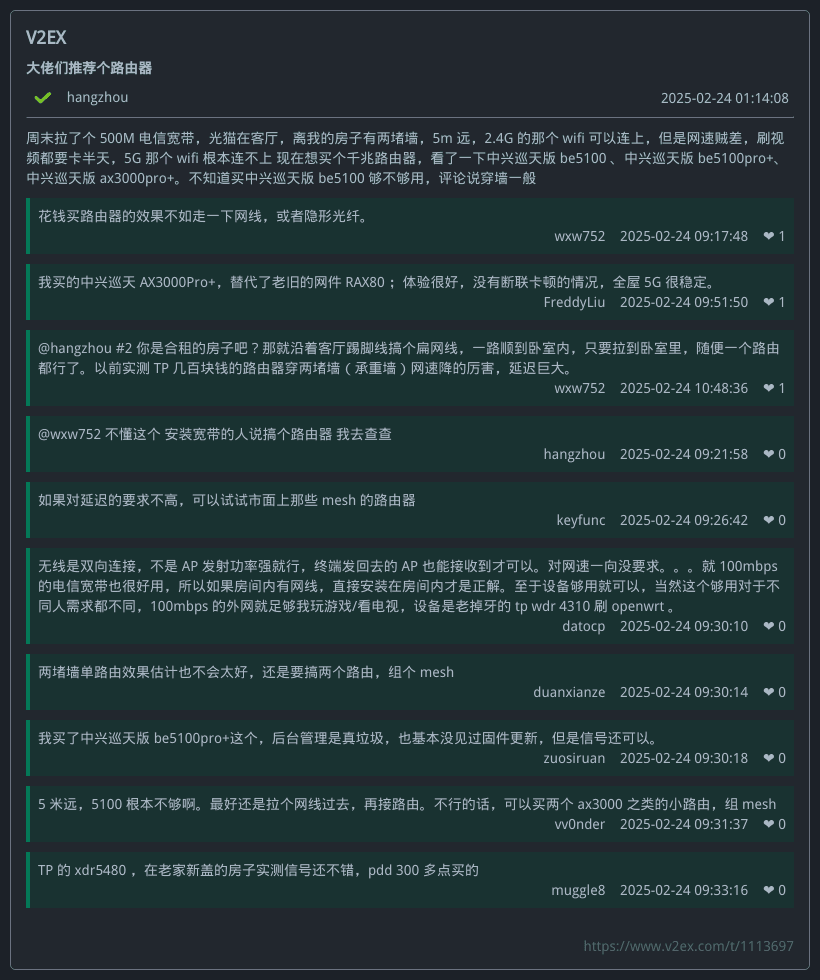 V2EX
大佬们推荐个路由器
hangzhou 2025-02-24 01:14:08
周末拉了个 500M 电信宽带，光猫在客厅，离我的房子有两堵墙，5m 远，2.4G 的那个 wifi 可以连上，但是网速贼差，刷视
频都要卡半天，5G 那个 wifi 根本连不上 现在想买个千兆路由器，看了一下中兴巡天版 be5100 、中兴巡天版 be5100pro+、
中兴巡天版 ax3000pro+。不知道买中兴巡天版 be5100 够不够用，评论说穿墙一般
花钱买路由器的效果不如走一下网线，或者隐形光纤。
wxw752 2025-02-24 09:17:48 ❤ 1
我买的中兴巡天 AX3000Pro+，替代了老旧的网件 RAX80 ；体验很好，没有断联卡顿的情况，全屋 5G 很稳定。
FreddyLiu 2025-02-24 09:51:50 ❤ 1
@hangzhou #2 你是合租的房子吧？那就沿着客厅踢脚线搞个扁网线，一路顺到卧室内，只要拉到卧室里，随便一个路由
都行了。以前实测 TP 几百块钱的路由器穿两堵墙（承重墙）网速降的厉害，延迟巨大。
wxw752 2025-02-24 10:48:36 ❤ 1
@wxw752 不懂这个 安装宽带的人说搞个路由器 我去查查
hangzhou 2025-02-24 09:21:58 ❤ 0
如果对延迟的要求不高，可以试试市面上那些 mesh 的路由器
keyfunc 2025-02-24 09:26:42 ❤ 0
无线是双向连接，不是 AP 发射功率强就行，终端发回去的 AP 也能接收到才可以。对网速一向没要求。。。就 100mbps
的电信宽带也很好用，所以如果房间内有网线，直接安装在房间内才是正解。至于设备够用就可以，当然这个够用对于不
同人需求都不同，100mbps 的外网就足够我玩游戏/看电视，设备是老掉牙的 tp wdr 4310 刷 openwrt 。
datocp 2025-02-24 09:30:10 ❤ 0
两堵墙单路由效果估计也不会太好，还是要搞两个路由，组个 mesh
duanxianze 2025-02-24 09:30:14 ❤ 0
我买了中兴巡天版 be5100pro+这个，后台管理是真垃圾，也基本没见过固件更新，但是信号还可以。
zuosiruan 2025-02-24 09:30:18 ❤ 0
5 米远，5100 根本不够啊。最好还是拉个网线过去，再接路由。不行的话，可以买两个 ax3000 之类的小路由，组 mesh
vv0nder 2025-02-24 09:31:37 ❤ 0
TP 的 xdr5480 ，在老家新盖的房子实测信号还不错，pdd 300 多点买的
muggle8 2025-02-24 09:33:16 ❤ 0
https://www.v2ex.com/t/1113697